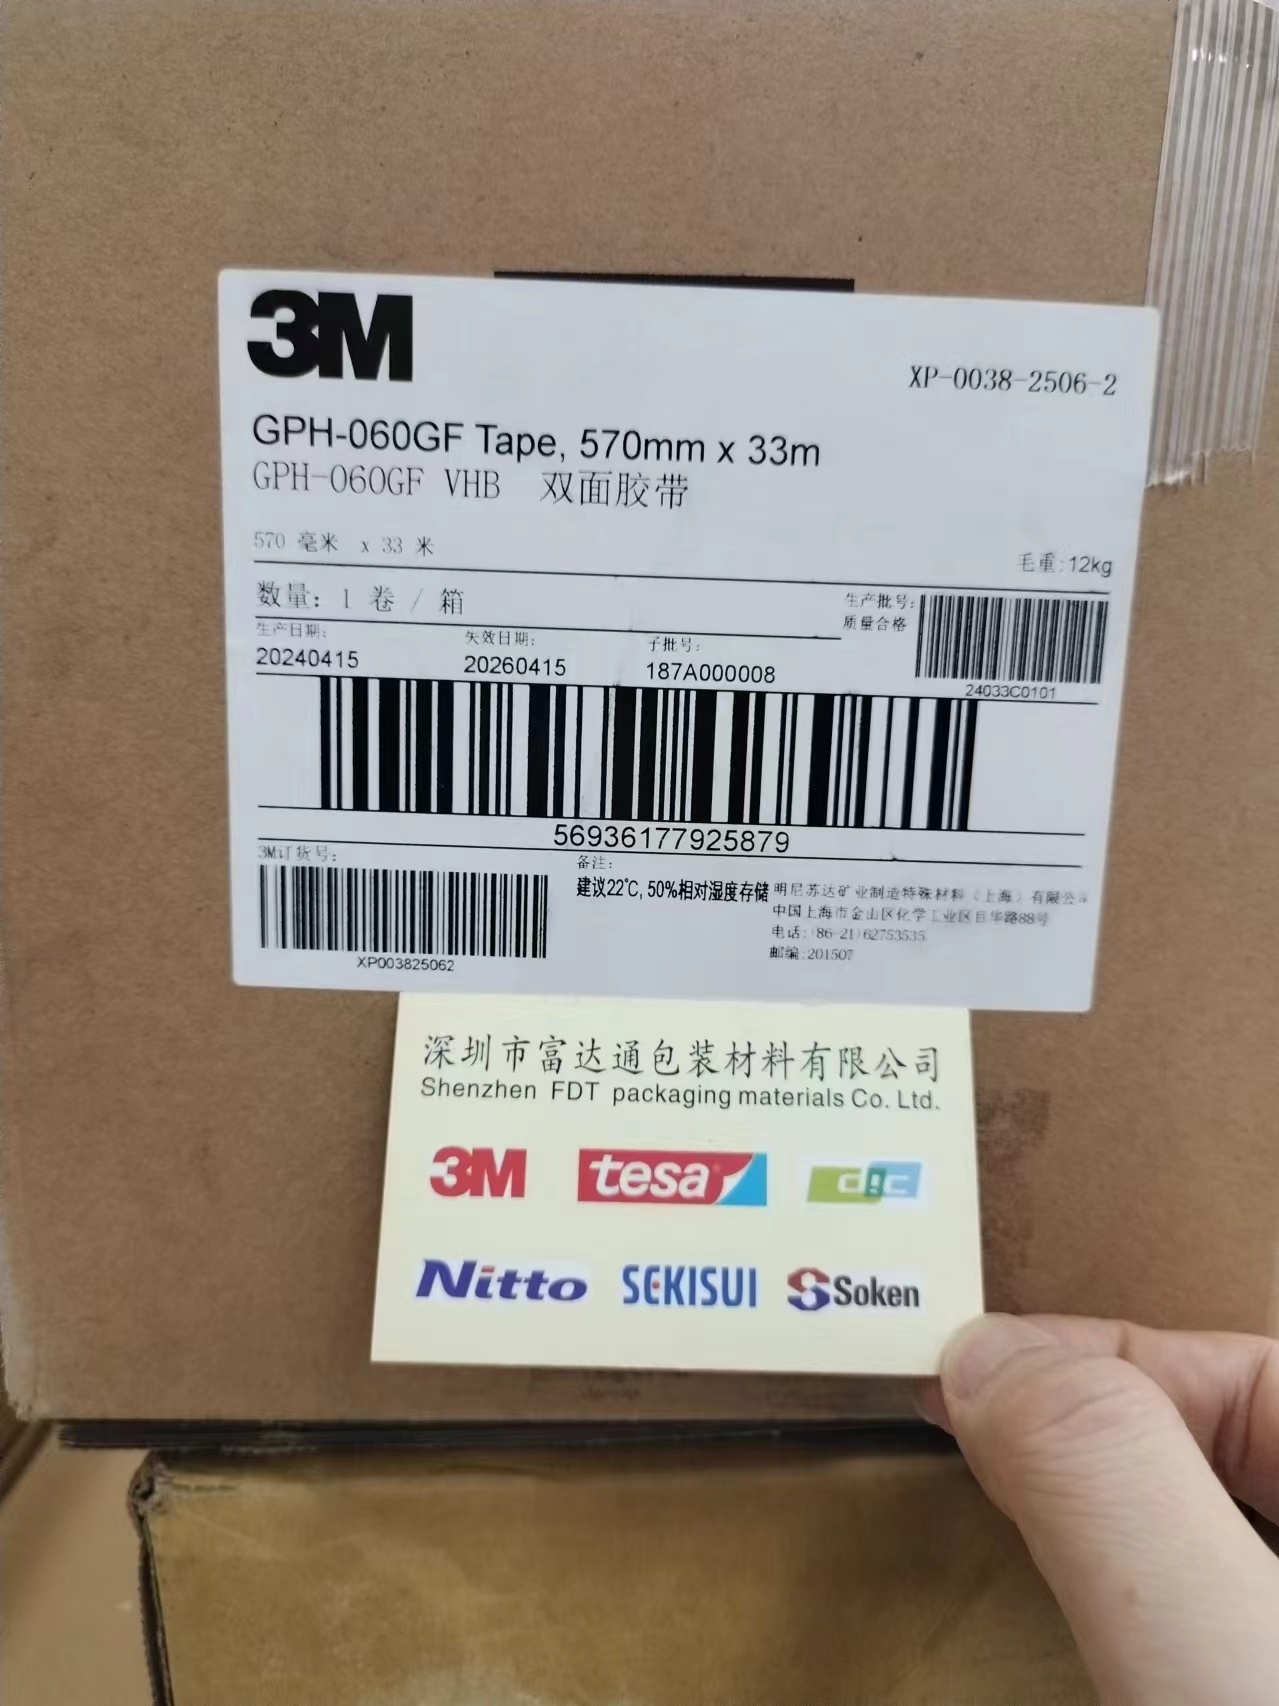 3M
XP-0038-2506-2
GPH-060GF Tape, 570mm x 33m
GPH-060GF VHB 双面胶带
570 毫米 x 33 米
毛重:12kg
数量: 1 卷 / 箱
生产批号:
质量合格
24033C0101
生产日期: 失效日期: 子批号:
20240415 20260415 187A000008
56936177925879
3M订货号:
XP003825062
备注:
建议22℃, 50%相对湿度存储
明尼苏达矿业制造特殊材料（上海）有限公司
中国上海市金山区化学工业区目华路88号
电话:(86-21)62753535
邮编:201507
深圳市富达通包装材料有限公司
Shenzhen FDT packaging materials Co. Ltd.
3M tesa dic
Nitto SEKISUI Soken